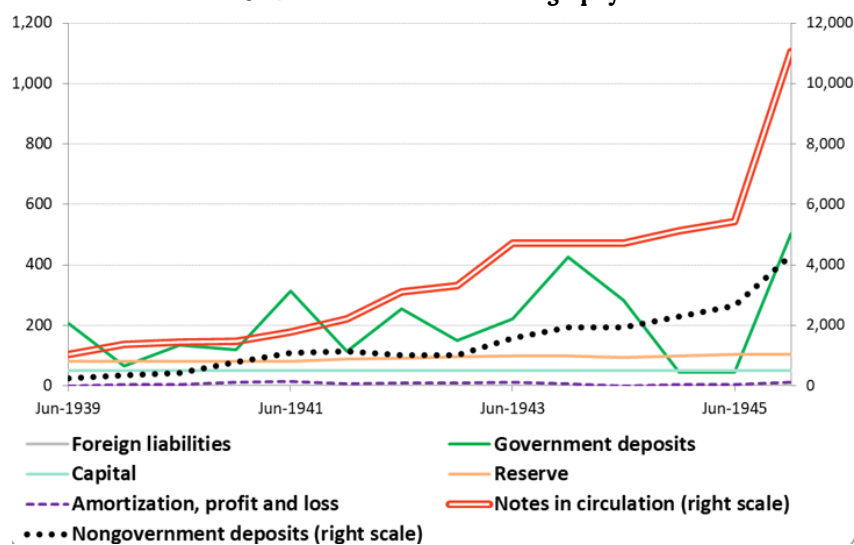 1,200 12,000
1,000 10,000
800 8,000
600 6,000
400 4,000
200 2,000
0 0
Jun-1939 Jun-1941 Jun-1943 Jun-1945
Foreign liabilities Government deposits
Capital Reserve
Amortization, profit and loss Notes in circulation (right scale)
Nongovernment deposits (right scale)